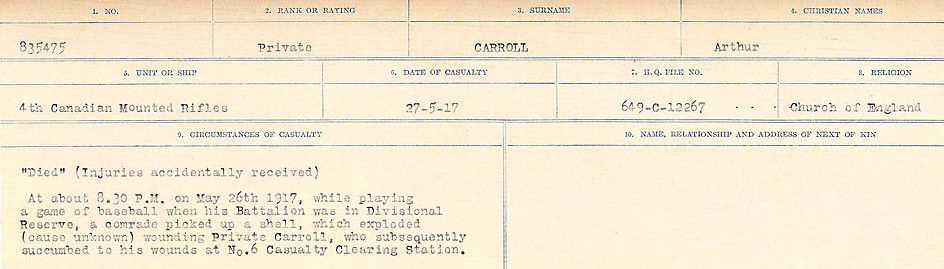 1. NO. 2. RANK OR RATING 3. SURNAME 4. CHRISTIAN NAMES
835475 Private CARROLL Arthur
5. UNIT OR SHIP 6. DATE OF CASUALTY 7. H.Q. FILE NO. 8. RELIGION
4th Canadian Mounted Rifles 27-5-17 649-C-12267 Church of England
9. CIRCUMSTANCES OF CASUALTY 10. NAME, RELATIONSHIP AND ADDRESS OF NEXT OF KIN
"Died" (Injuries accidentally received)
At about 8.30 P.M. on May 26th 1917, while playing
a game of baseball when his Battalion was in Divisional
Reserve, a comrade picked up a shell, which exploded
(cause unknown) wounding Private Carroll, who subsequently
succumbed to his wounds at No.6 Casualty Clearing Station.